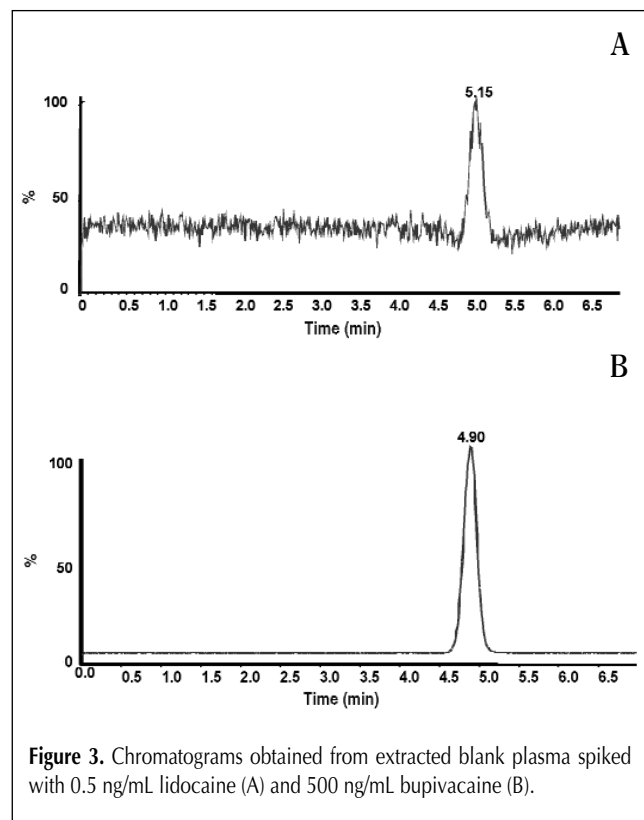 A
5.15
100
50
%
0
0 0.5 1.0 1.5 2.0 2.5 3.0 3.5 4.0 4.5 5.0 5.5 6.0 6.5
Time (min)
B
4.90
100
50
%
0
0.0 0.5 1.0 1.5 2.0 2.5 3.0 3.5 4.0 4.5 5.0 5.5 6.0 6.5
Time (min)
Figure 3. Chromatograms obtained from extracted blank plasma spiked
with 0.5 ng/mL lidocaine (A) and 500 ng/mL bupivacaine (B).